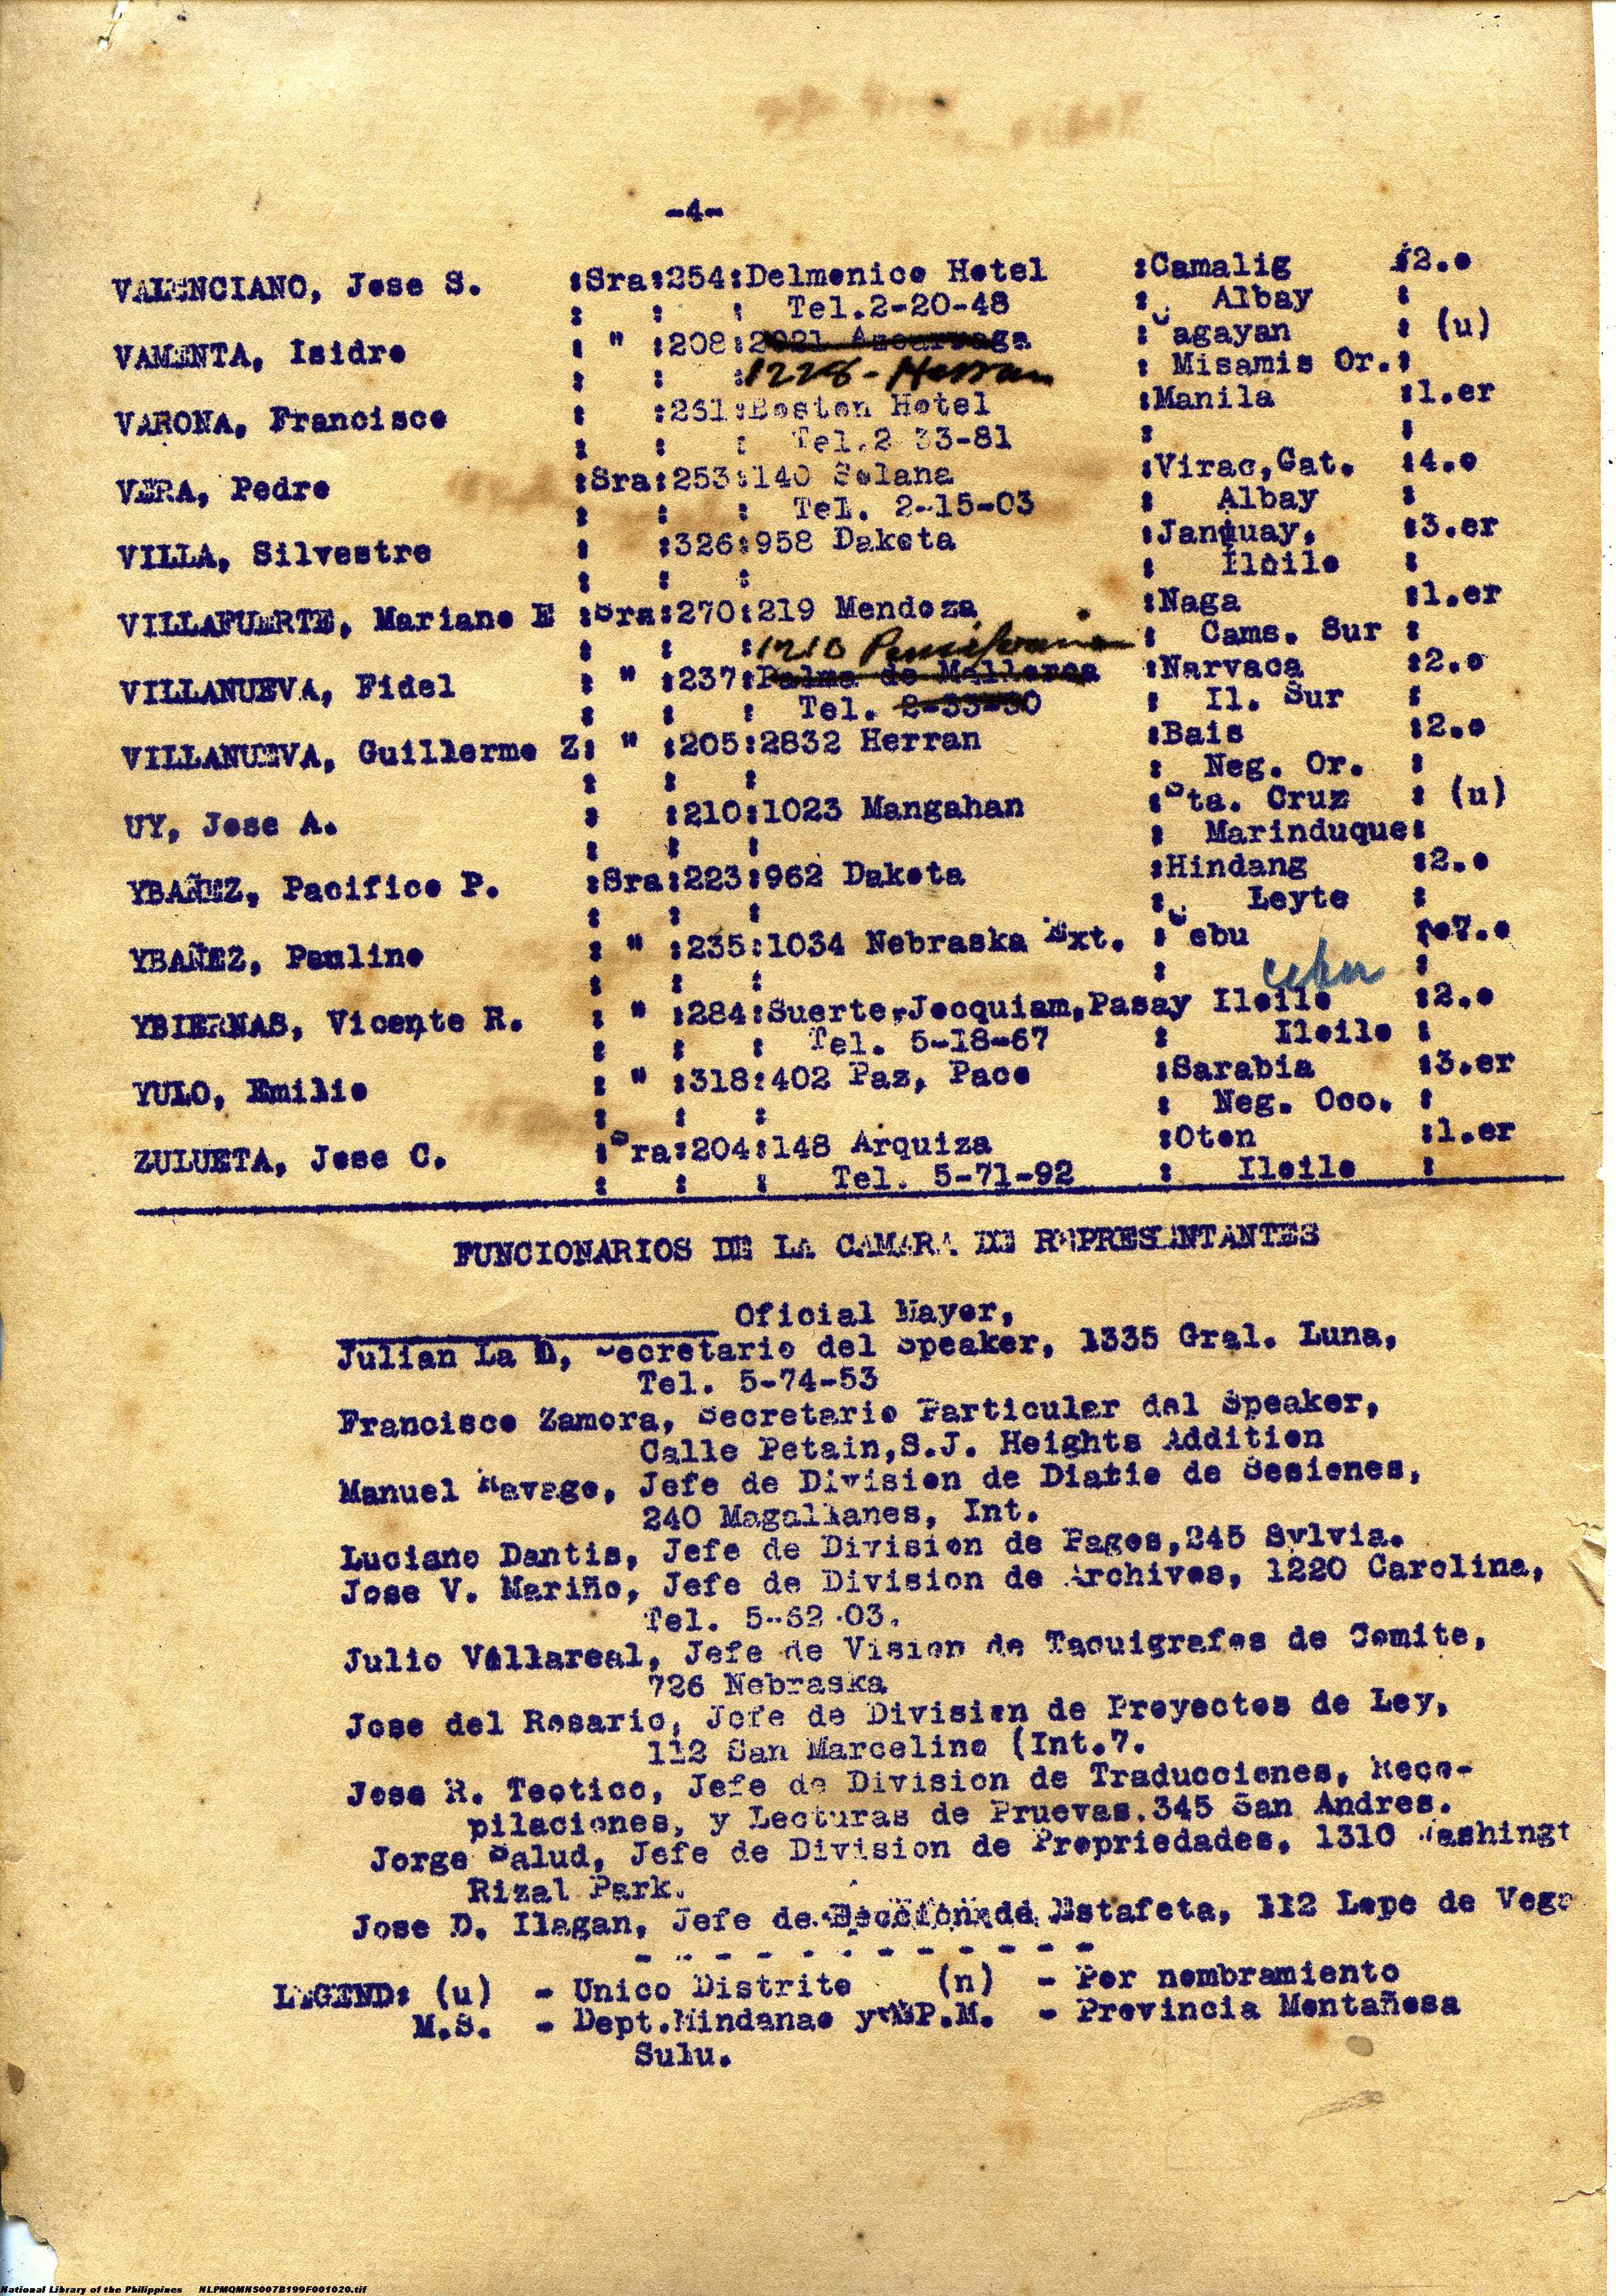 -4-
VALENCIANO, Jose S. :Sra:254:Delmonico Hotel :Camalig :2.o
: : : Tel.2-20-48 : Albay :
VAMENTA, Isidro : " :208:2021 Azcarraga :Cagayan : (u)
: : :1228 - Herran : Misamis Or.:
VARONA, Francisco : :261:Boston Hotel :Manila :1.er
: : : Tel.2 33-81 : :
VERA, Pedro :Sra:253:140 Solana :Virac,Cat. :4.o
: : : Tel. 2-15-03 : Albay :
VILLA, Silvestre : :326:958 Dakota :Janiuay, :3.er
: : : : Iloilo :
VILLAFUERTE, Mariano E :Sra:270:219 Mendoza :Naga :1.er
: : :1210 Pennsylvania : Cams. Sur :
VILLANUEVA, Fidel : " :237:Palma de Mallorca :Narvaca :2.o
: : : Tel. 2-33-30 : Il. Sur :
VILLANUEVA, Guillermo Z: " :205:2832 Herran :Bais :2.o
: : : : Neg. Or. :
UY, Jose A. : :210:1023 Mangahan :Sta. Cruz : (u)
: : : : Marinduque:
YBAÑEZ, Pacifico P. :Sra:223:962 Dakota :Hindang :2.o
: : : : Leyte :
YBAÑEZ, Paulino : " :235:1034 Nebraska Ext. : Cebu :7.o
: : : : cebu :
YBIERNAS, Vicente R. : " :284:Suerte,Jocquiam,Pasay Iloilo :2.o
: : : Tel. 5-18-67 : Iloilo :
YULO, Emilio : " :318:402 Paz, Paco :Sarabia :3.er
: : : : Neg. Occ. :
ZULUETA, Jose C. :Sra:204:148 Arquiza :Oton :1.er
: : : Tel. 5-71-92 : Iloilo :
FUNCIONARIOS DE LA CAMARA DE REPRESENTANTES
Oficial Mayor,
Julian La O, Secretario del Speaker, 1335 Gral. Luna,
Tel. 5-74-53
Francisco Zamora, Secretario Particular del Speaker,
Calle Petain,S.J. Heights Addition
Manuel Ravago, Jefe de Division de Diatio de Sesiones,
240 Magallanes, Int.
Luciano Dantis, Jefe de Division de Pagos,245 Sylvia.
Jose V. Mariño, Jefe de Division de Archivos, 1220 Carolina,
Tel. 5-62-03.
Julio Villareal, Jefe de Vision de Taquigrafos de Comite,
726 Nebraska
Jose del Rosario, Jefe de Division de Proyectos de Ley,
112 San Marcelino (Int.7.
Jose R. Teotico, Jefe de Division de Traducciones, Reco-
pilaciones, y Lecturas de Pruevas.345 San Andres.
Jorge Salud, Jefe de Division de Propriedades, 1310 Washingt
Rizal Park.
Jose D. Ilagan, Jefe de Seccion de Estafeta, 112 Lope de Vega
- - - - - - - - - - - -
LEGEND: (u) - Unico Distrito (n) - Por nombramiento
M.S. - Dept.Mindanao y P.M. - Provincia Montañosa
Sulu.
National Library of the Philippines NLPMQMNS007B199F001020.tif